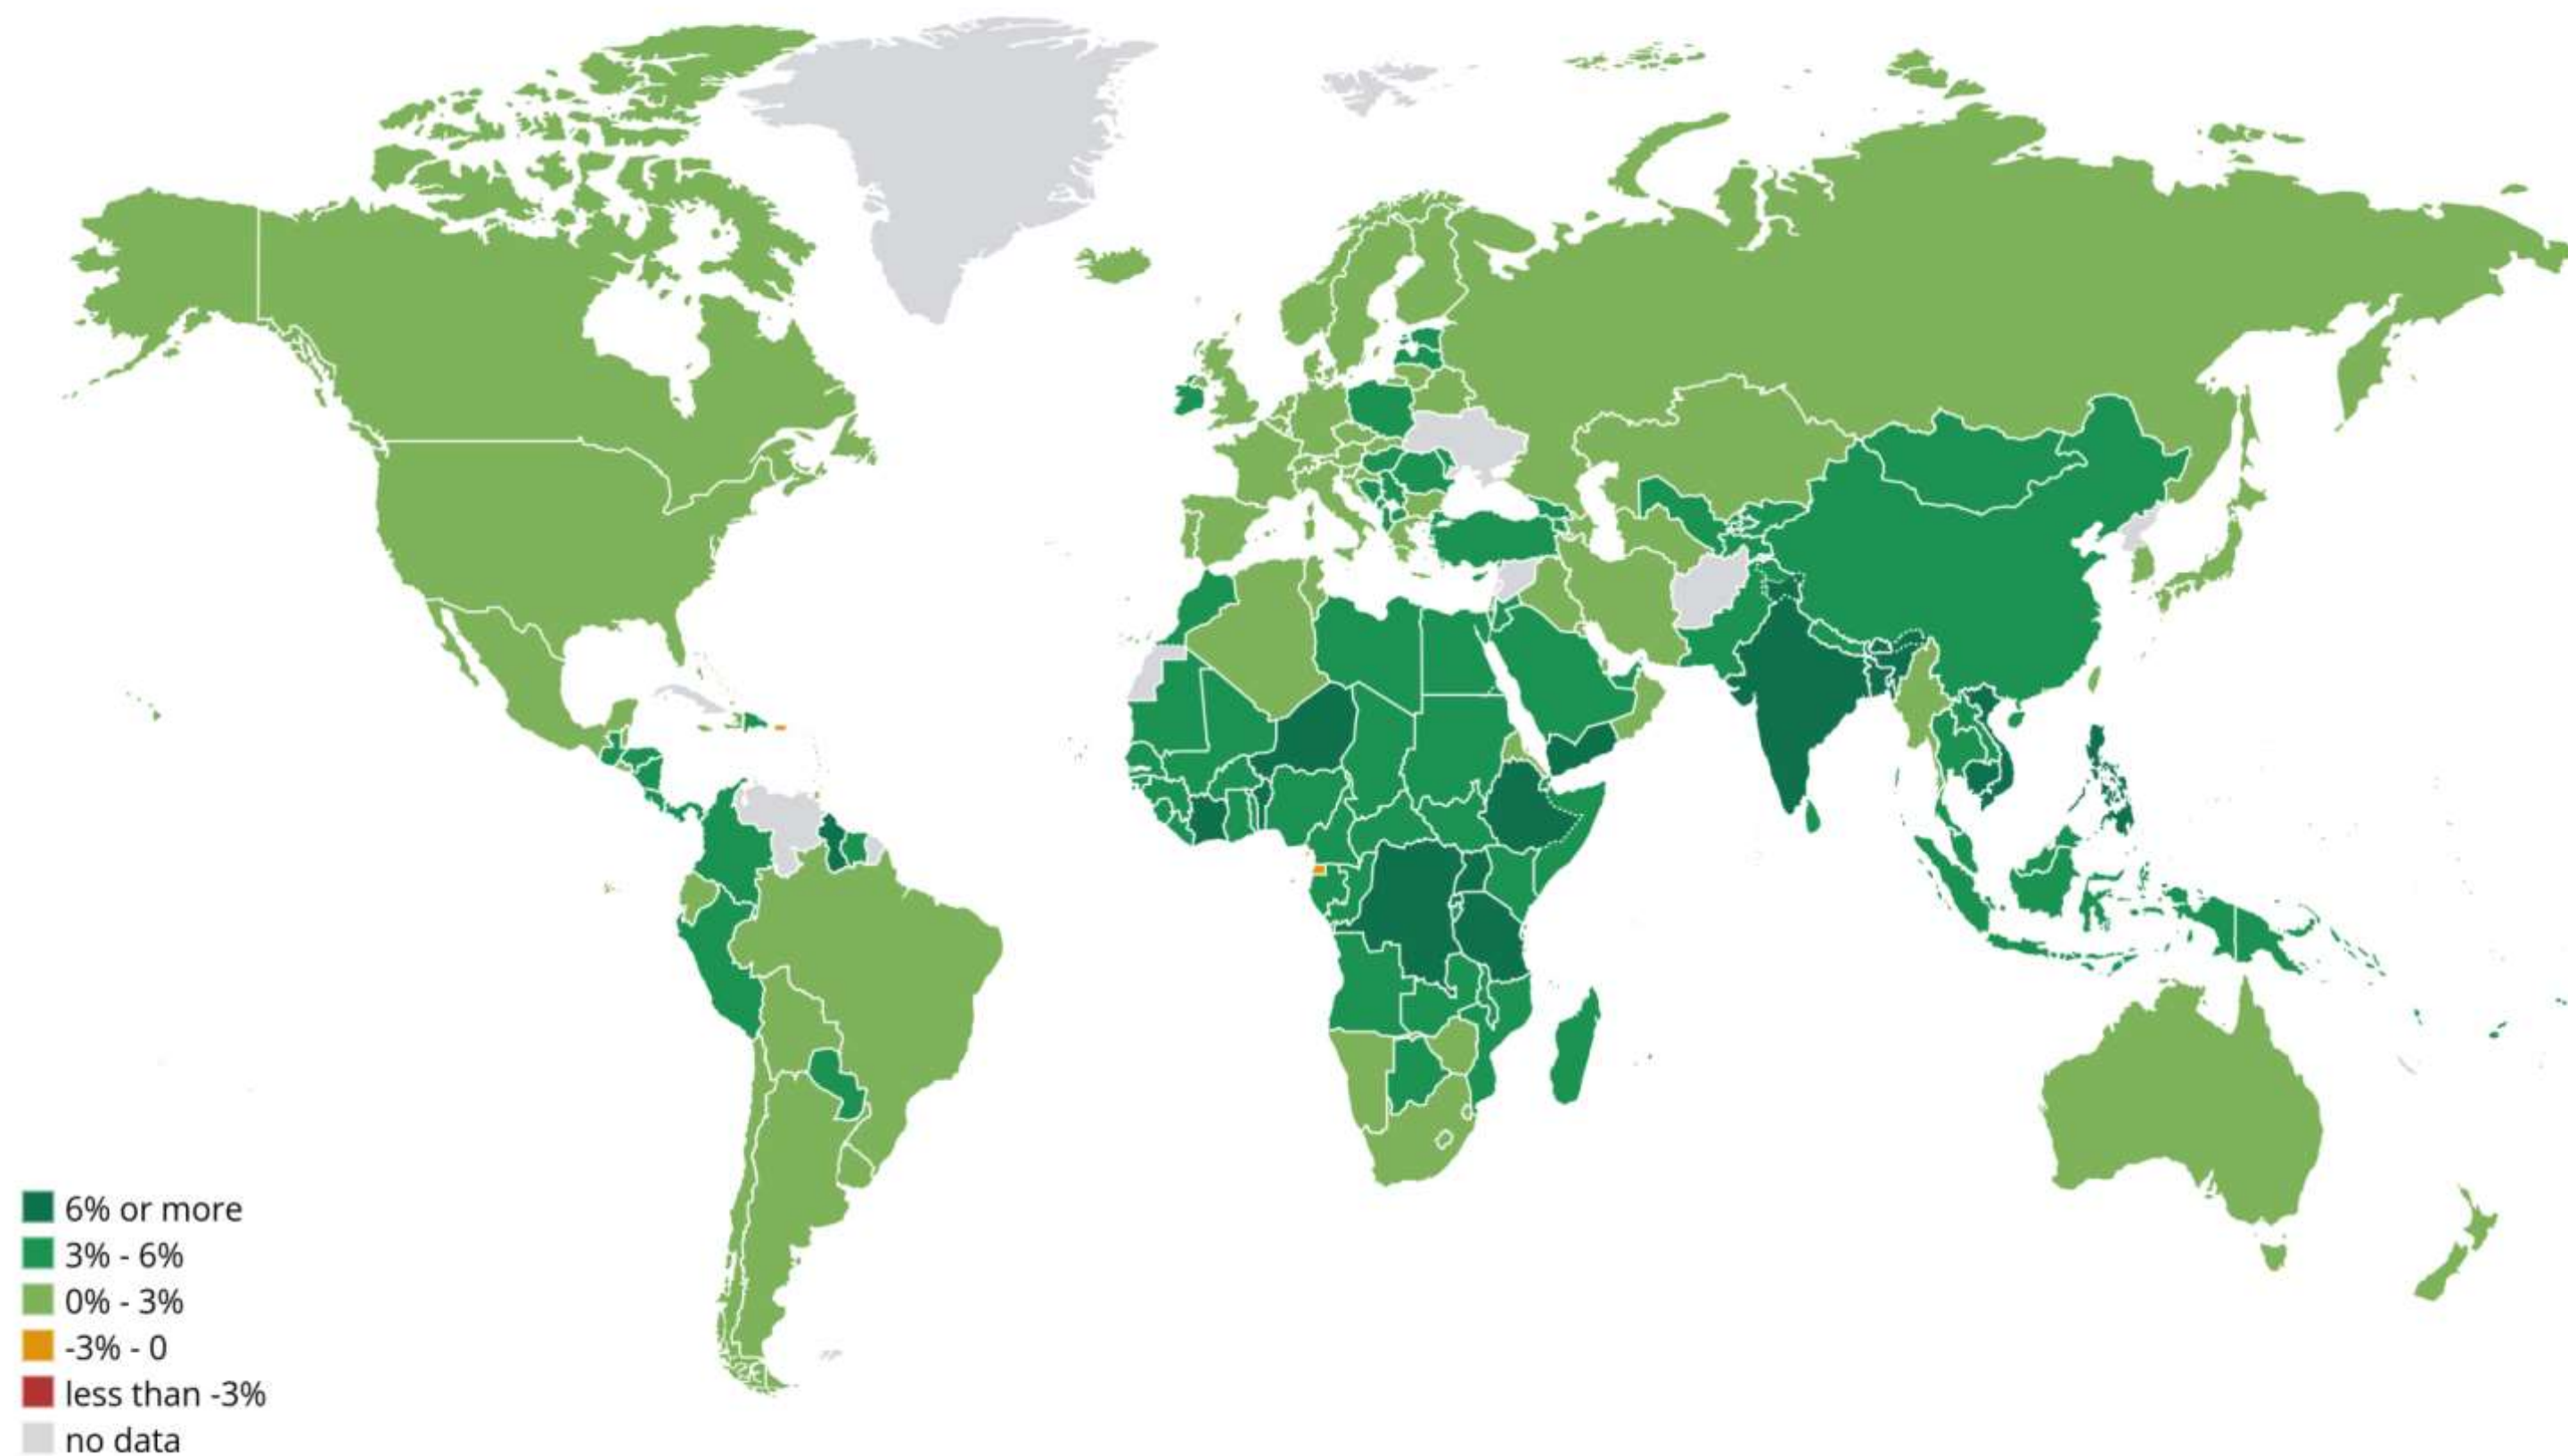 6% or more
3% - 6%
0% - 3%
-3% - 0
less than -3%
no data